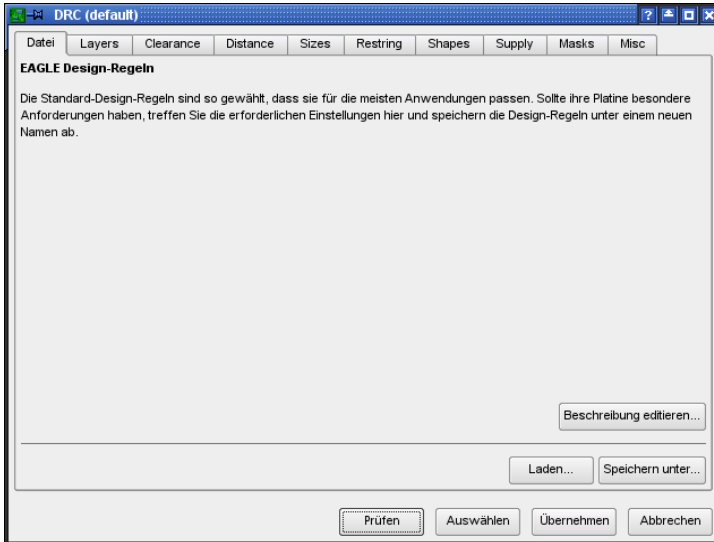 DRC (default)
Datei Layers Clearance Distance Sizes Restring Shapes Supply Masks Misc
EAGLE Design-Regeln
Die Standard-Design-Regeln sind so gewählt, dass sie für die meisten Anwendungen passen. Sollte ihre Platine besondere
Anforderungen haben, treffen Sie die erforderlichen Einstellungen hier und speichern die Design-Regeln unter einem neuen
Namen ab.
Beschreibung editieren...
Laden... Speichern unter...
Prüfen Auswählen Übernehmen Abbrechen